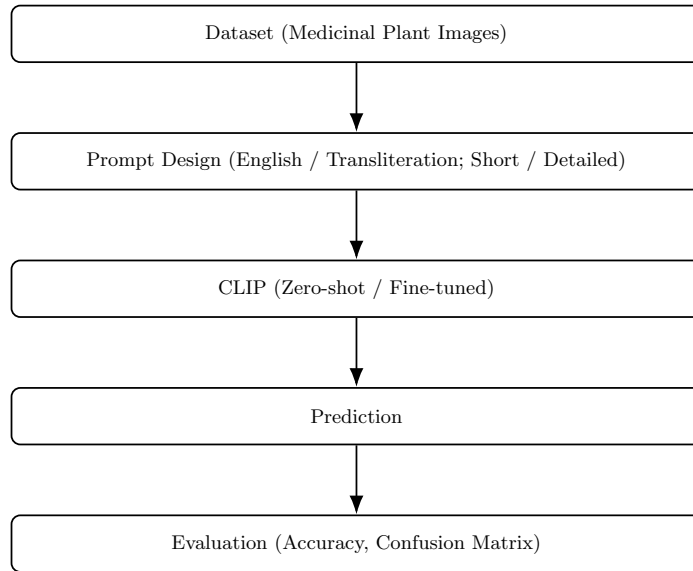 Dataset (Medicinal Plant Images)
Prompt Design (English / Transliteration; Short / Detailed)
CLIP (Zero-shot / Fine-tuned)
Prediction
Evaluation (Accuracy, Confusion Matrix)